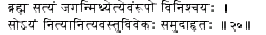 ब्रह्म सत्यं जगन्मिथ्येत्येवंरूपो विनिश्चयः ।
सोऽयं नित्यानित्यवस्तुविवेकः समुदाहृतः ॥ २० ॥